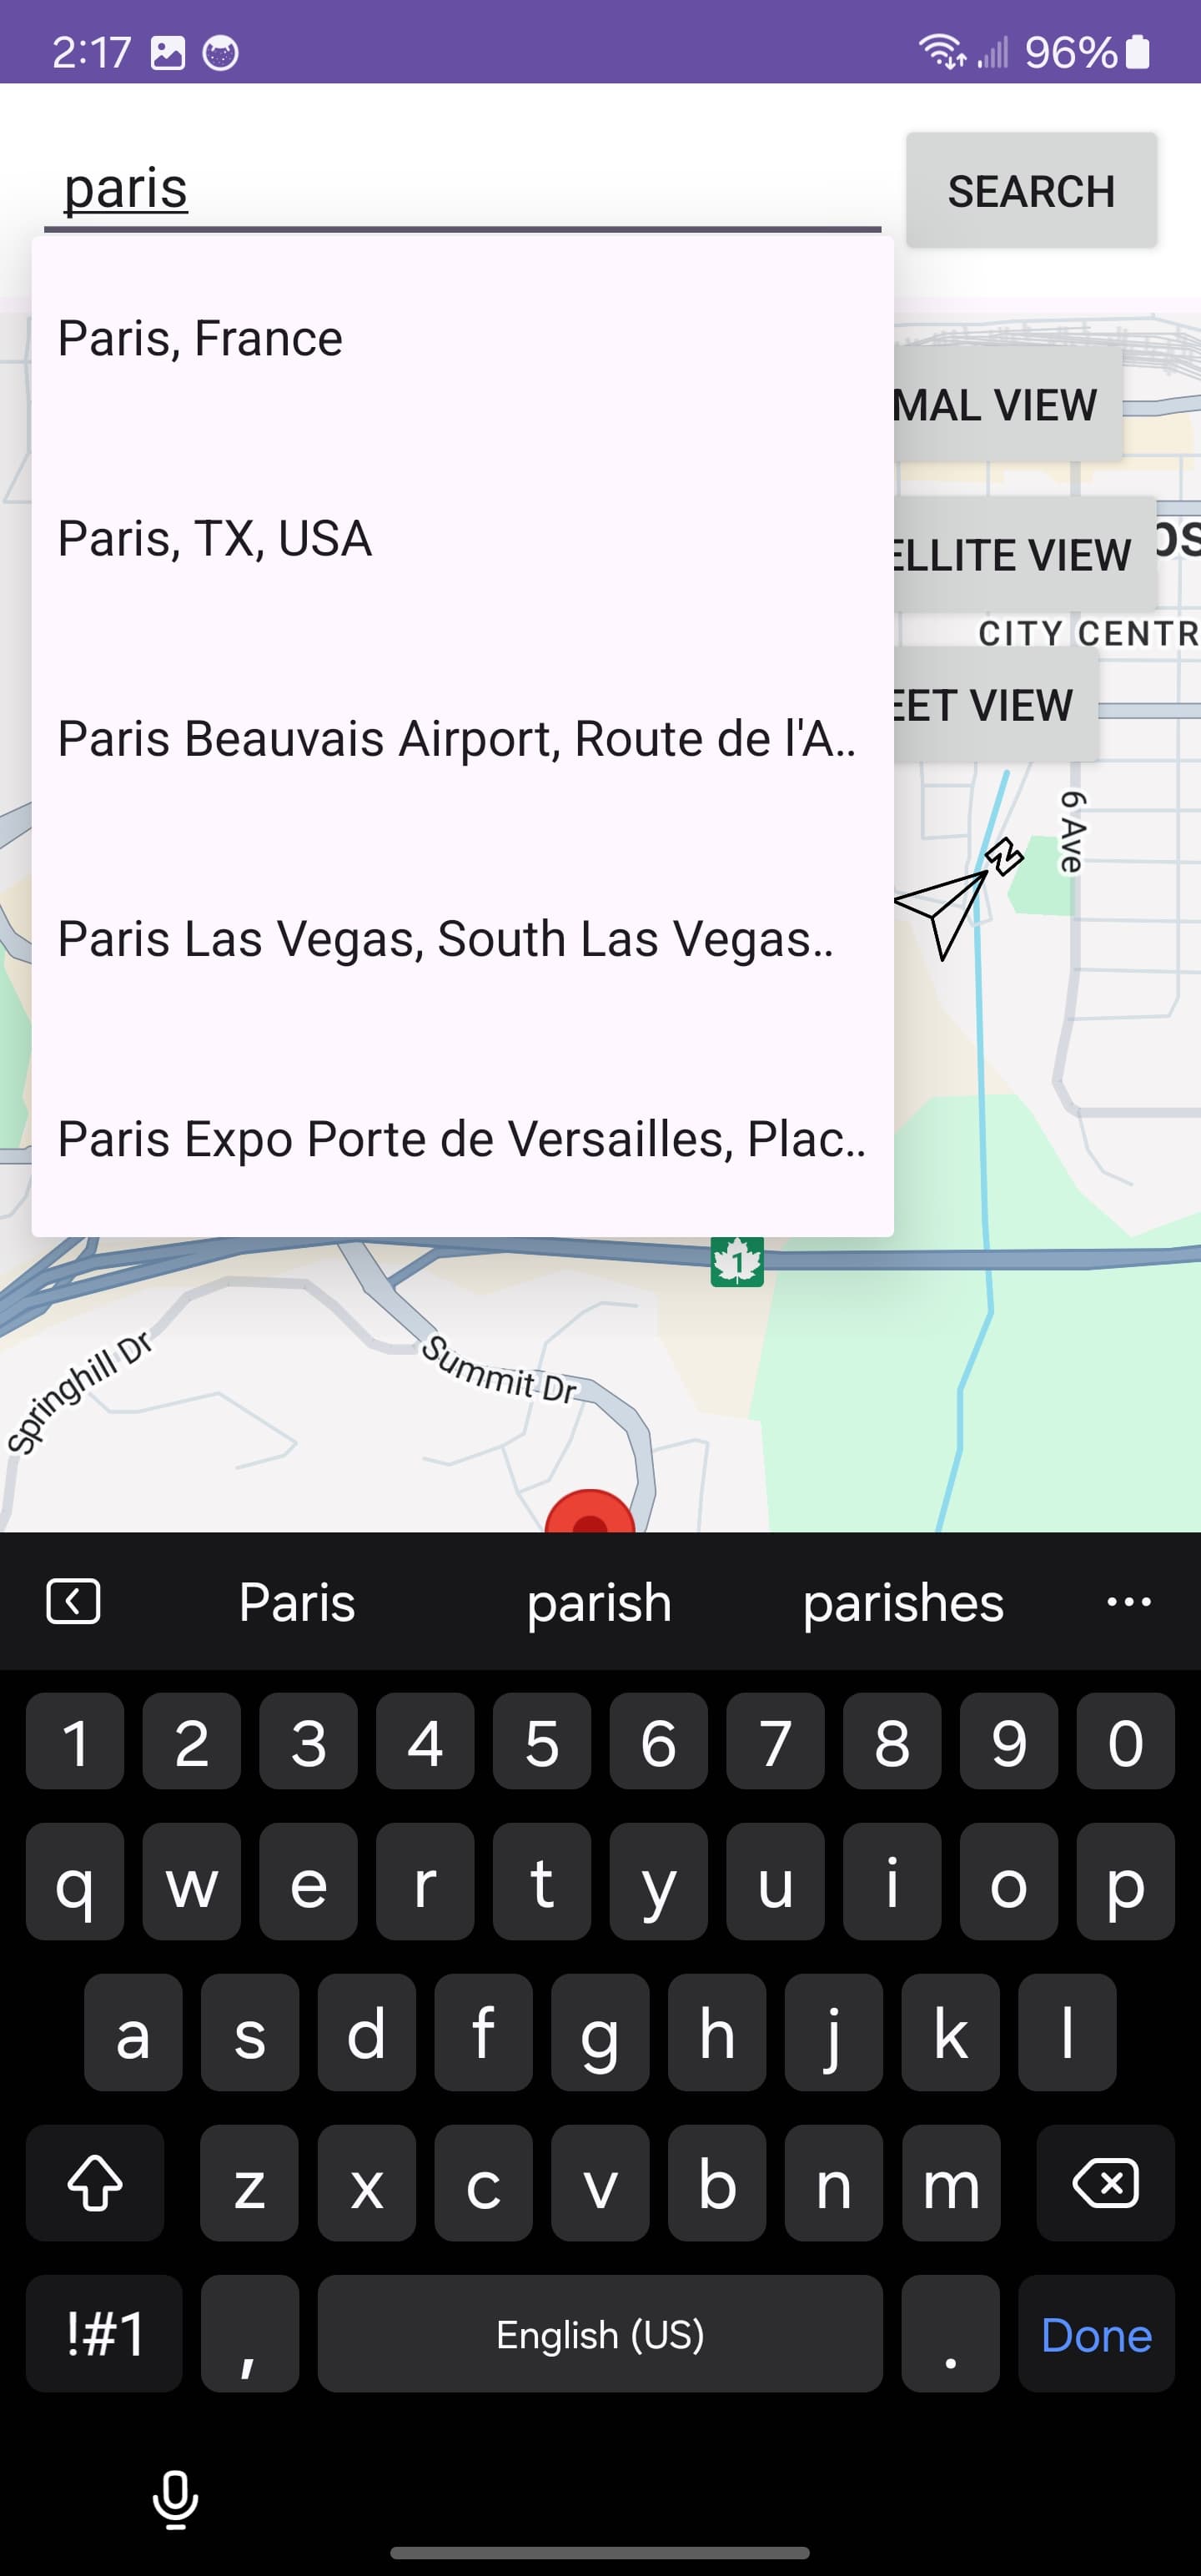 2:17
96%
paris
SEARCH
Paris, France
MAL VIEW
Paris, TX, USA
ELLITE VIEW
CITY CENTR
Paris Beauvais Airport, Route de l'A..
EET VIEW
6 Ave
N
Paris Las Vegas, South Las Vegas..
Paris Expo Porte de Versailles, Plac..
1
Springhill Dr
Summit Dr
Paris parish parishes ...
1 2 3 4 5 6 7 8 9 0
q w e r t y u i o p
a s d f g h j k l
z x c v b n m
!#1 , English (US) . Done